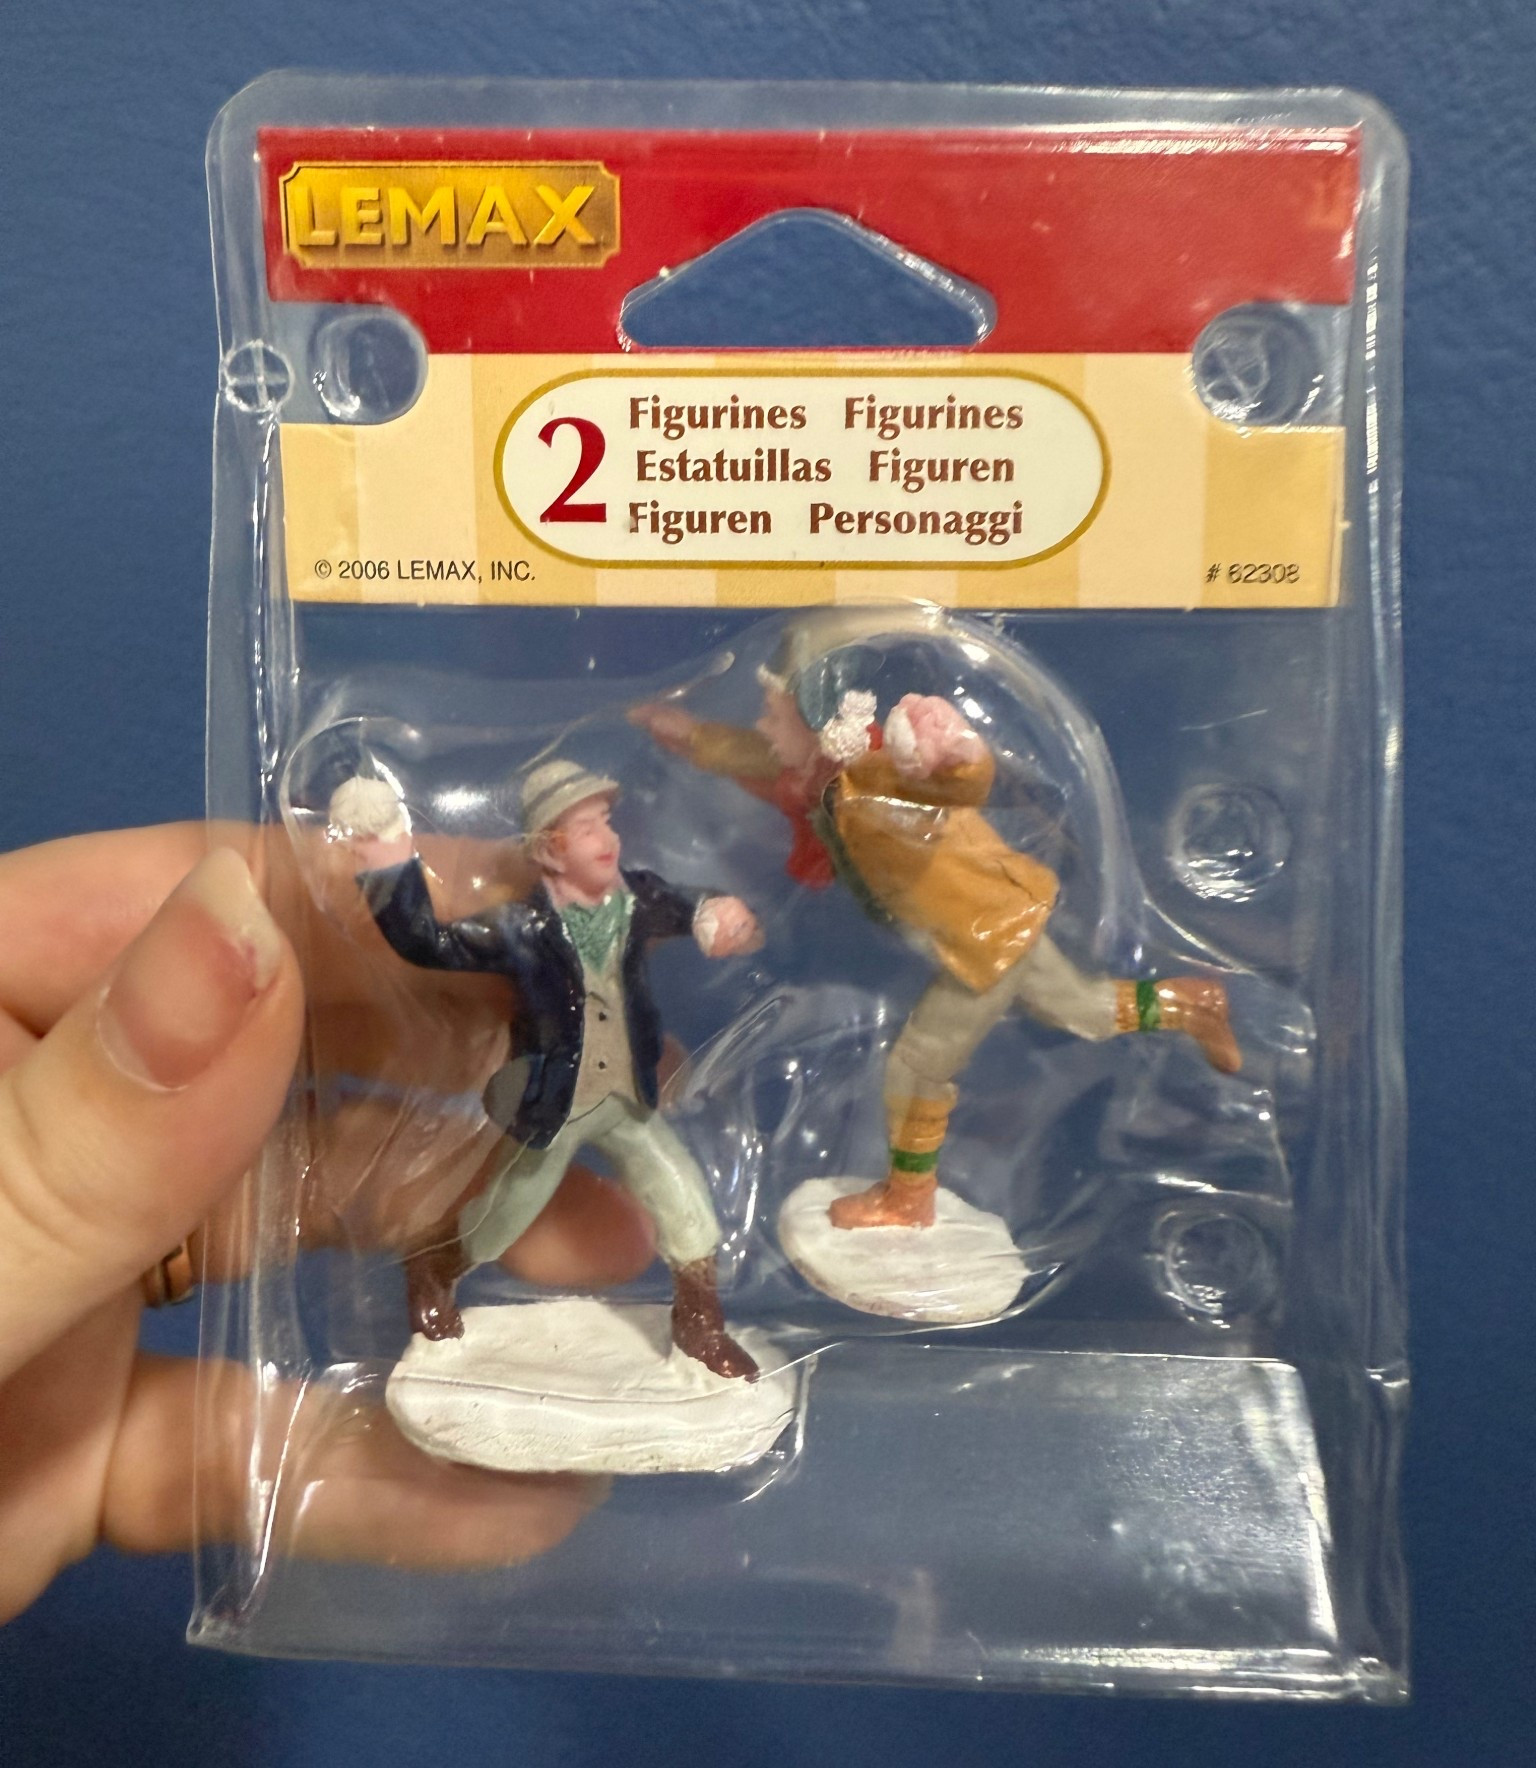 LEMAX
2
Figurines Figurines
Estatuillas Figuren
Figuren Personaggi
© 2006 LEMAX, INC.
# 62308